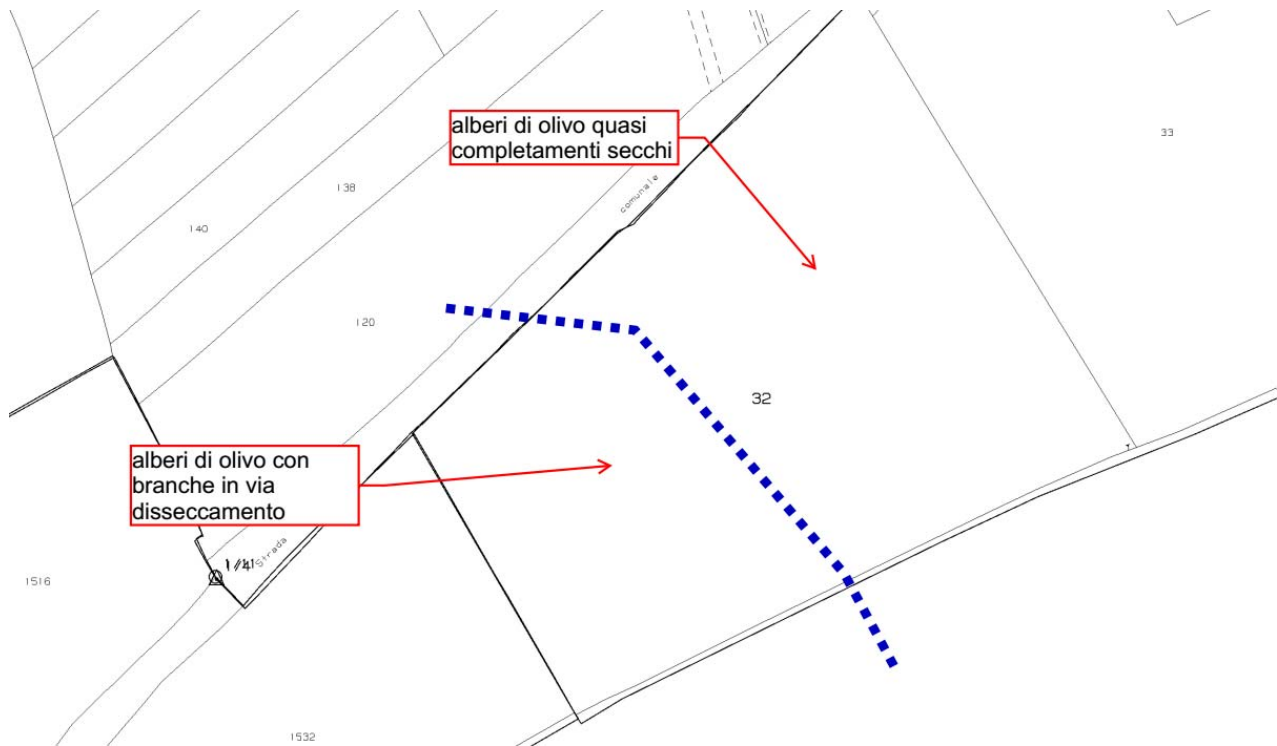 alberi di olivo quasi
completamenti secchi
33
138
comunale
140
120
32
alberi di olivo con
branche in via
disseccamento
Strada
1516
1532